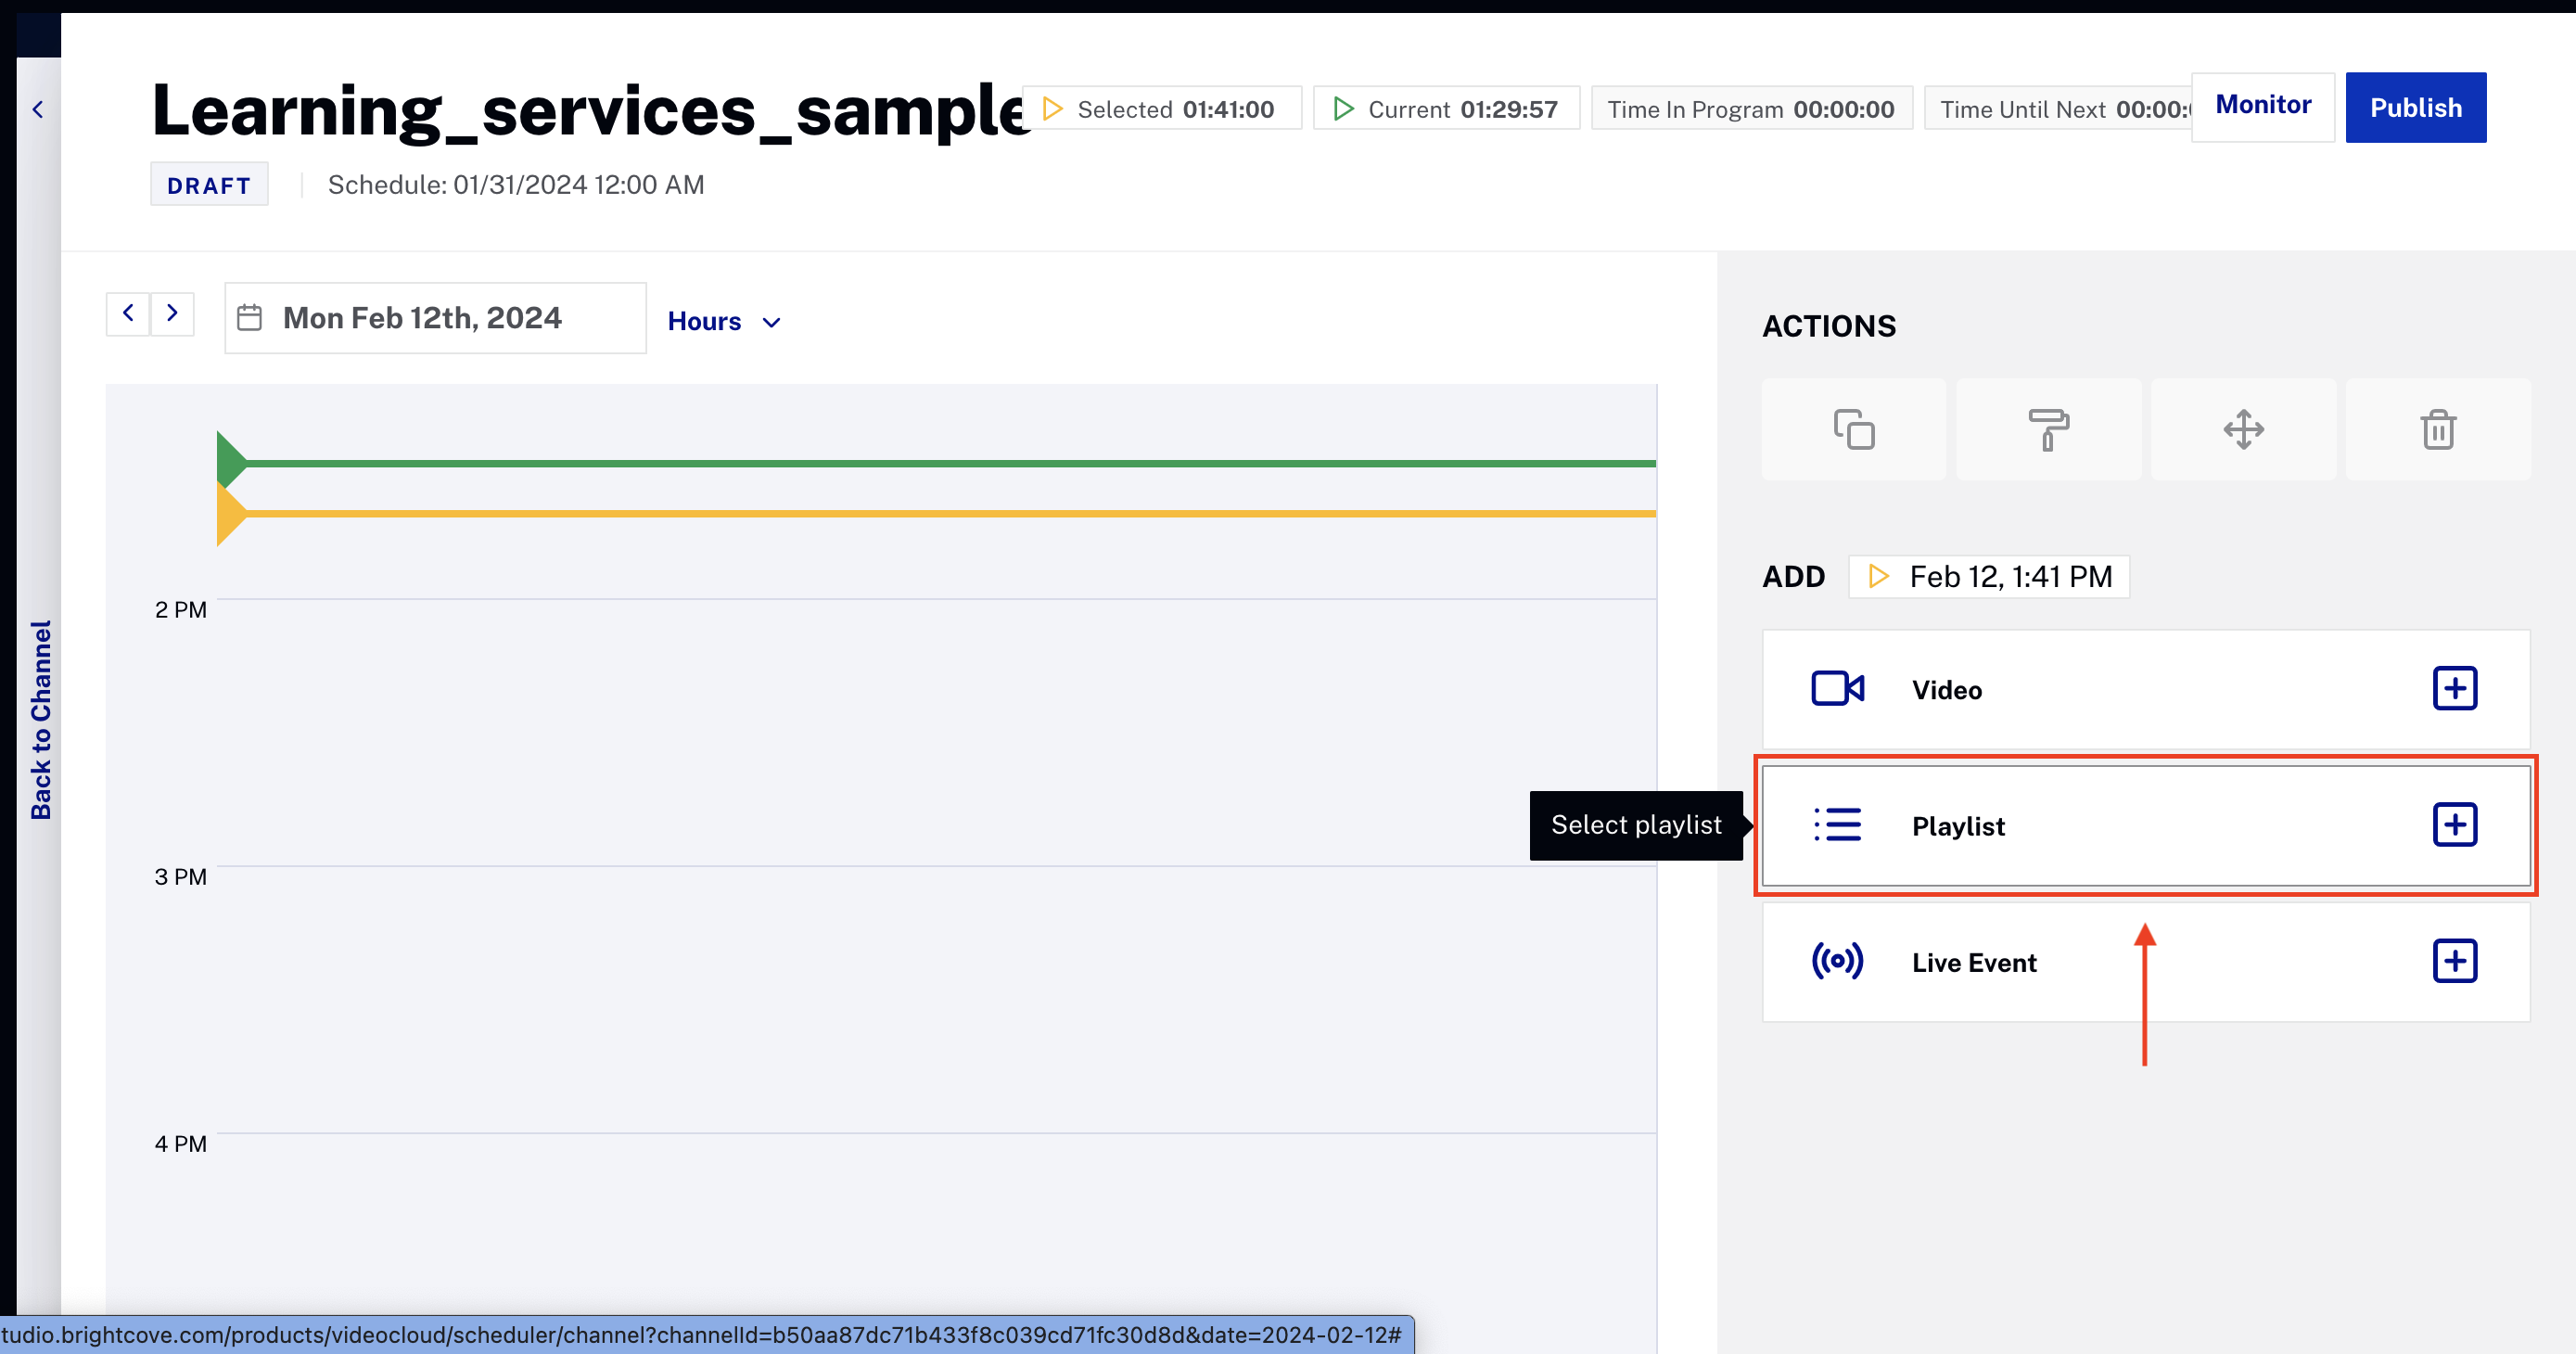 Learning_services_sample
Selected 01:41:00
Current 01:29:57
Time In Program 00:00:00
Time Until Next 00:00:
Monitor
Publish
DRAFT
Schedule: 01/31/2024 12:00 AM
Back to Channel
Mon Feb 12th, 2024
Hours
2 PM
3 PM
4 PM
ACTIONS
ADD
Feb 12, 1:41 PM
Video
Select playlist
Playlist
Live Event
tudio.brightcove.com/products/videocloud/scheduler/channel?channelId=b50aa87dc71b433f8c039cd71fc30d8d&date=2024-02-12#